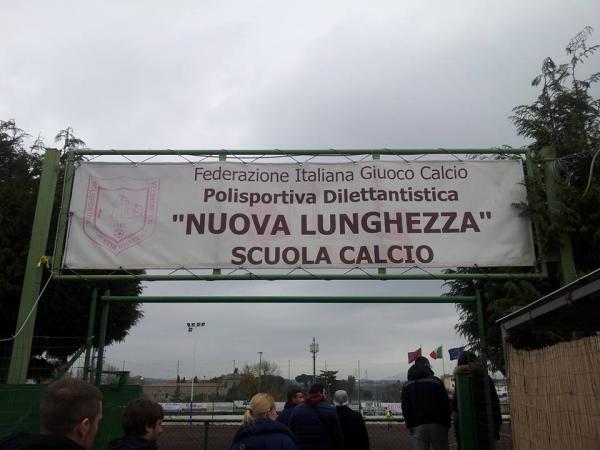 Federazione Italiana Giuoco Calcio
Polisportiva Dilettantistica
"NUOVA LUNGHEZZA"
SCUOLA CALCIO